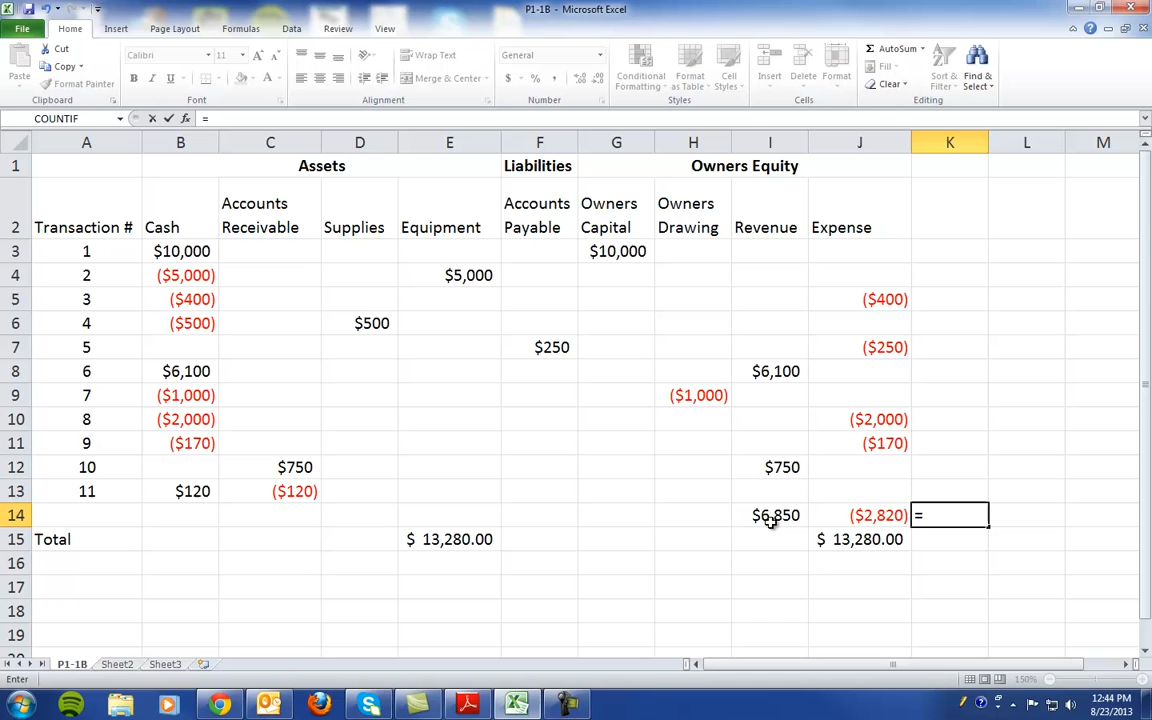 P1-1B - Microsoft Excel
File Home Insert Page Layout Formulas Data Review View
Cut
Copy
Format Painter
Paste
Clipboard
Calibri 11
B I U A
Font
Wrap Text
Merge & Center
Alignment
General
$ % ,
Number
Conditional Formatting
Format as Table
Cell Styles
Styles
Insert Delete Format
Cells
AutoSum
Fill
Clear
Sort & Filter
Find & Select
Editing
COUNTIF fx =
A B C D E F G H I J K L M
1 Assets Liabilities Owners Equity
2 Transaction # Cash Accounts Receivable Supplies Equipment Accounts Payable Owners Capital Owners Drawing Revenue Expense
3 1 $10,000 $10,000
4 2 ($5,000) $5,000
5 3 ($400) ($400)
6 4 ($500) $500
7 5 $250 ($250)
8 6 $6,100 $6,100
9 7 ($1,000) ($1,000)
10 8 ($2,000) ($2,000)
11 9 ($170) ($170)
12 10 $750 $750
13 11 $120 ($120)
14 $6,850 ($2,820) =
15 Total $ 13,280.00 $ 13,280.00
16
17
18
19
P1-1B Sheet2 Sheet3
Enter 150%
12:44 PM
8/23/2013